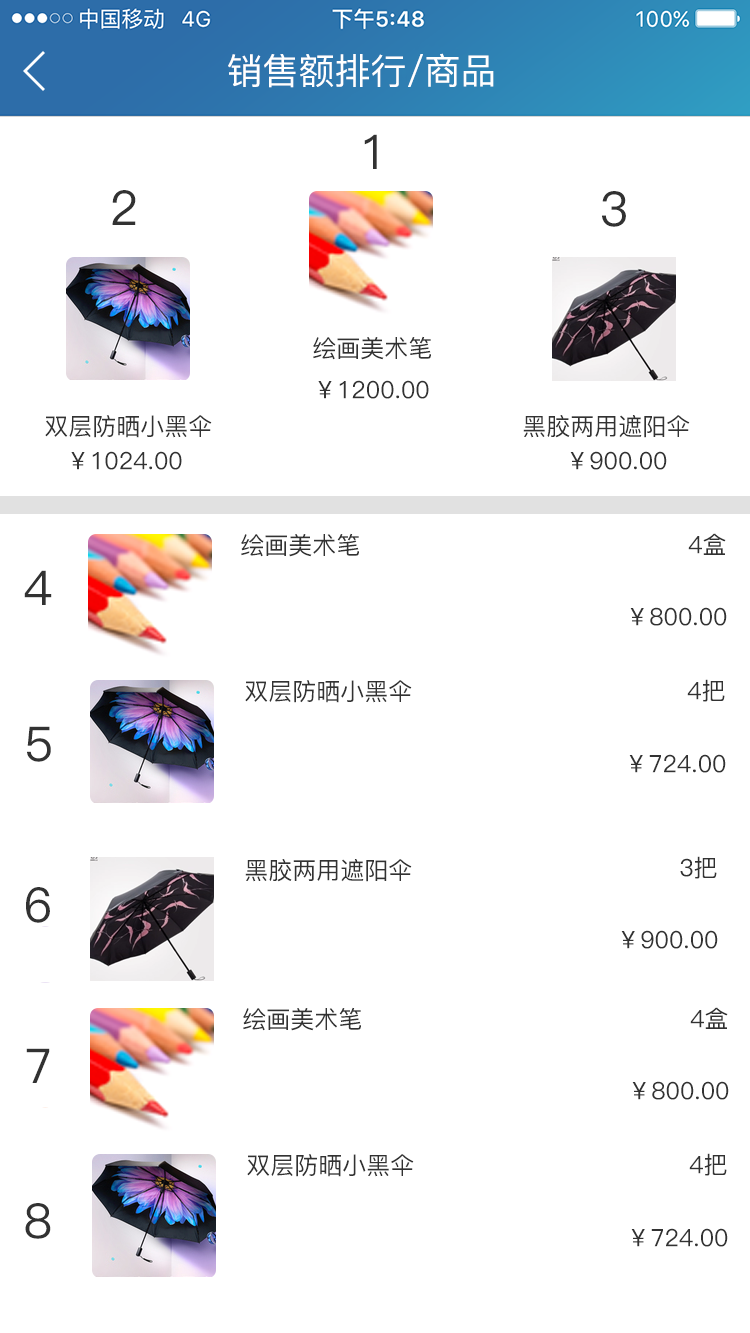 中国移动 4G 下午5:48 100%
销售额排行/商品
1
2
3
绘画美术笔
￥1200.00
双层防晒小黑伞
￥1024.00
黑胶两用遮阳伞
￥900.00
4
绘画美术笔
4盒
￥800.00
5
双层防晒小黑伞
4把
￥724.00
6
黑胶两用遮阳伞
3把
￥900.00
7
绘画美术笔
4盒
￥800.00
8
双层防晒小黑伞
4把
￥724.00